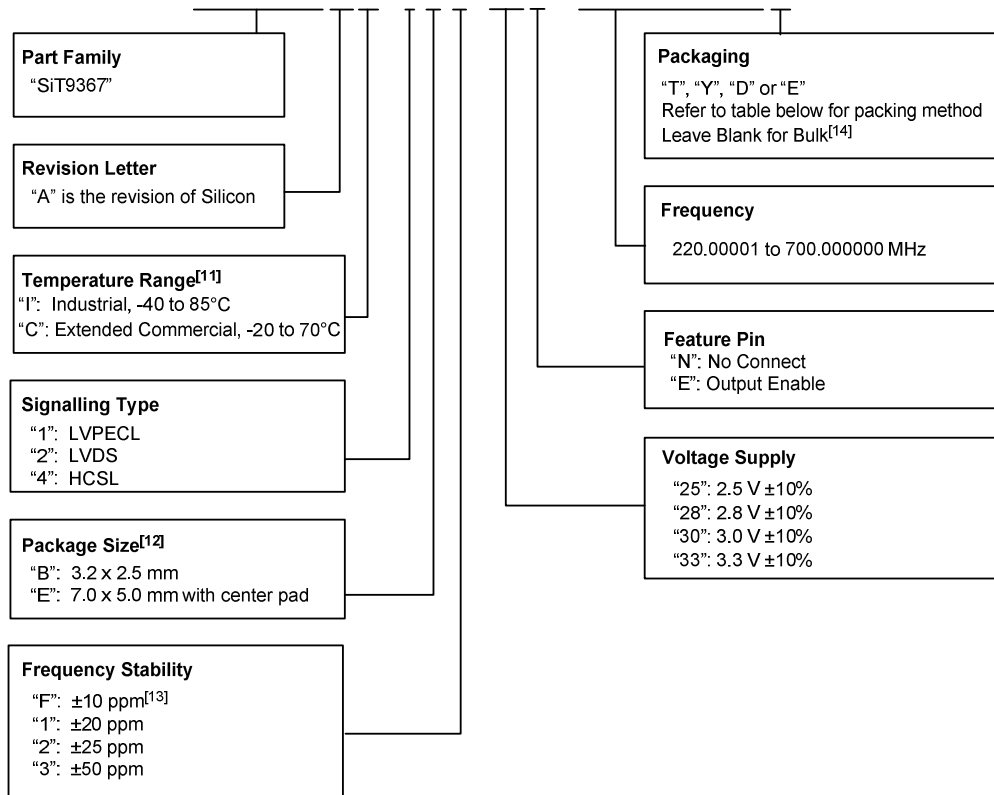 Part Family
“SiT9367”
Revision Letter
“A” is the revision of Silicon
Temperature Range[11]
“I”: Industrial, -40 to 85°C
“C”: Extended Commercial, -20 to 70°C
Signalling Type
“1”: LVPECL
“2”: LVDS
“4”: HCSL
Package Size[12]
“B”: 3.2 x 2.5 mm
“E”: 7.0 x 5.0 mm with center pad
Frequency Stability
“F”: ±10 ppm[13]
“1”: ±20 ppm
“2”: ±25 ppm
“3”: ±50 ppm
Packaging
“T”, “Y”, “D” or “E”
Refer to table below for packing method
Leave Blank for Bulk[14]
Frequency
220.00001 to 700.000000 MHz
Feature Pin
“N”: No Connect
“E”: Output Enable
Voltage Supply
“25”: 2.5 V ±10%
“28”: 2.8 V ±10%
“30”: 3.0 V ±10%
“33”: 3.3 V ±10%